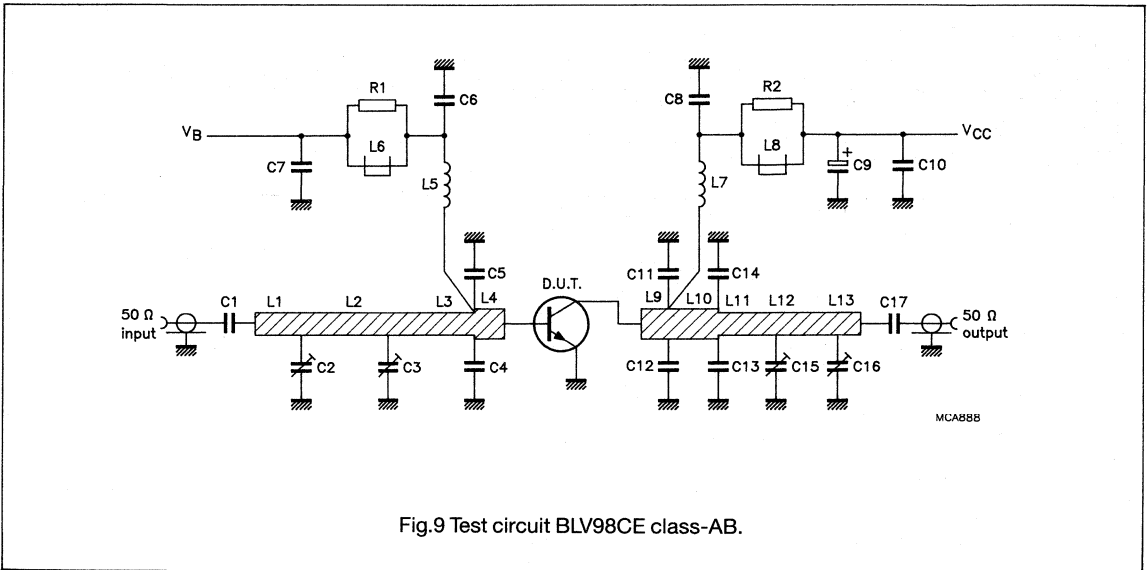 R1
C6
C8
R2
VB
L6
C7
L5
L7
L8
VCC
+
C9
C10
C5
D.U.T.
C11
C14
50 Ω
input
C1
L1
L2
L3
L4
L9
L10
L11
L12
L13
C17
50 Ω
output
C2
C3
C4
C12
C13
C15
C16
MCA888
Fig.9 Test circuit BLV98CE class-AB.